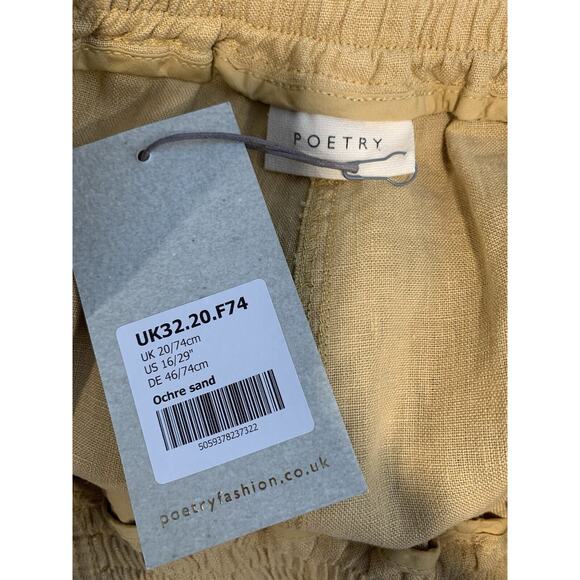 POETRY
UK32.20.F74
UK 20/74cm
US 16/29"
DE 46/74cm
Ochre sand
5059378237322
poetryfashion.co.uk